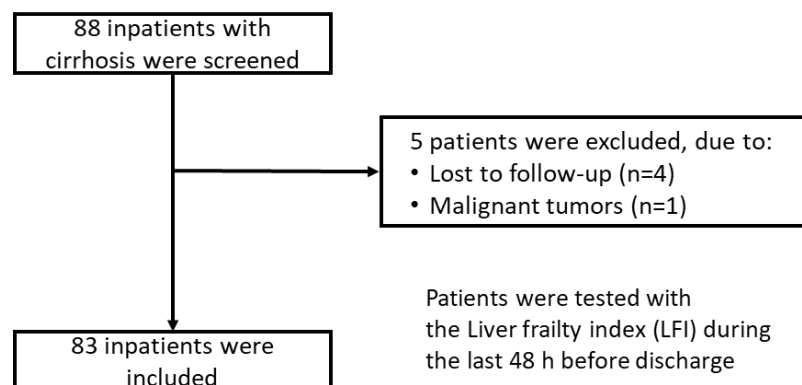 88 inpatients with
cirrhosis were screened
5 patients were excluded, due to:
• Lost to follow-up (n=4)
• Malignant tumors (n=1)
Patients were tested with
the Liver frailty index (LFI) during
the last 48 h before discharge
83 inpatients were
included